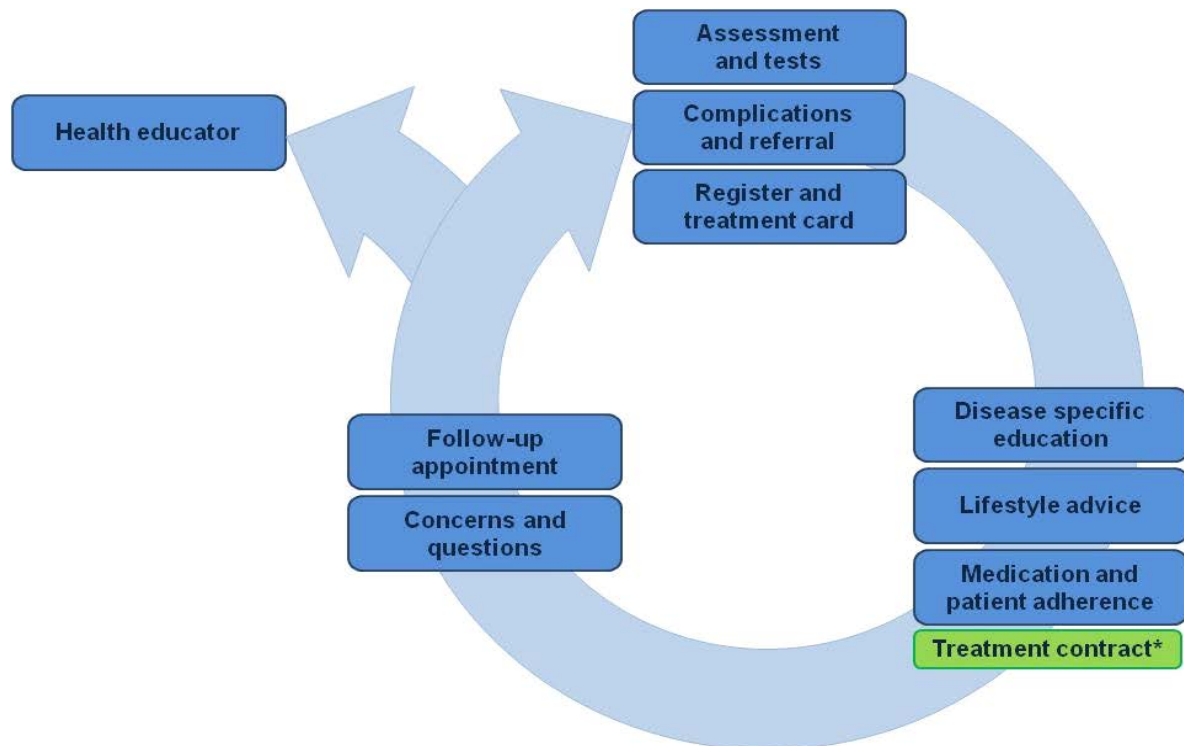 Assessment
and tests
Health educator
Complications
and referral
Register and
treatment card
Disease specific
education
Lifestyle advice
Medication and
patient adherence
Treatment contract*
Follow-up
appointment
Concerns and
questions